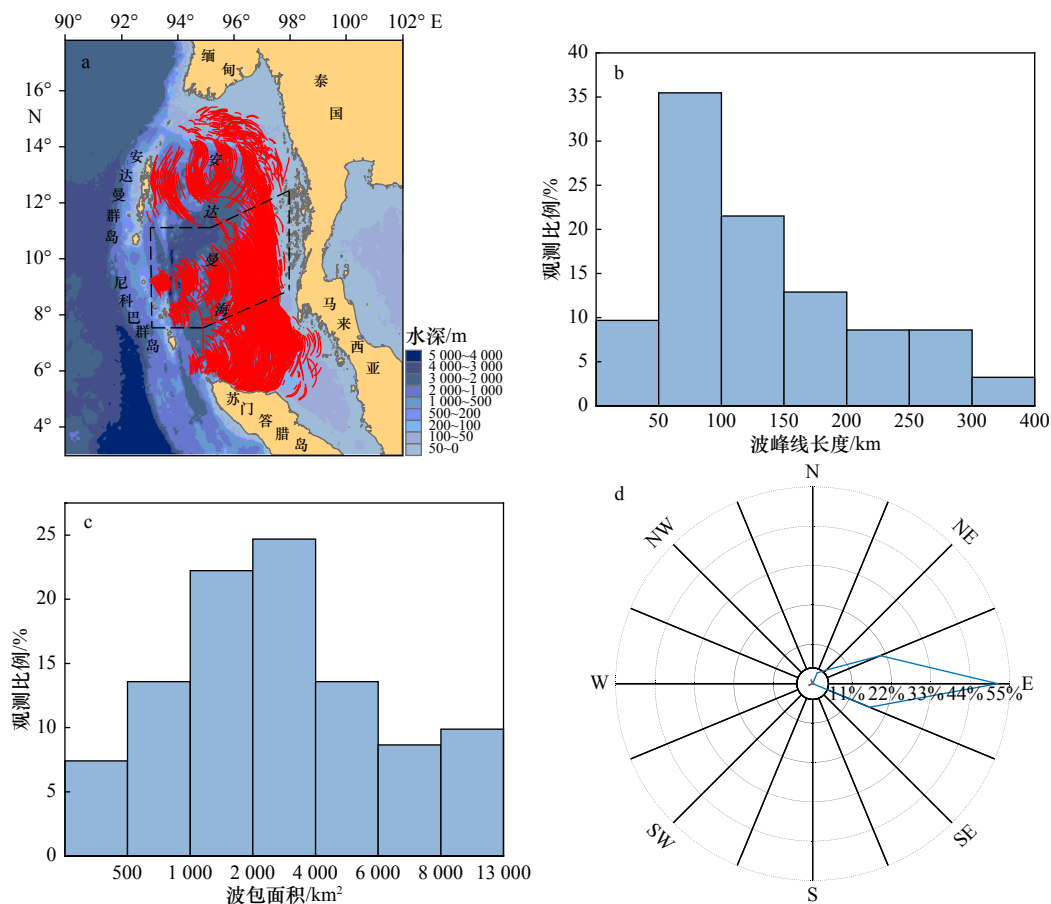 90° 92° 94° 96° 98° 100° 102° E
a
16°
N
14°
12°
10°
8°
6°
4°
缅甸
泰国
安达曼群岛
安达曼海
尼科巴群岛
马来西亚
苏门答腊岛
水深/m
5 000~4 000
4 000~3 000
3 000~2 000
2 000~1 000
1 000~500
500~200
200~100
100~50
50~0
b
观测比例/%
40
35
30
25
20
15
10
5
0
50 100 150 200 250 300 400
波峰线长度/km
c
观测比例/%
25
20
15
10
5
0
500 1 000 2 000 4 000 6 000 8 000 13 000
波包面积/km²
d
N
NW
NE
W
11% 22% 33% 44% 55%
E
SW
SE
S